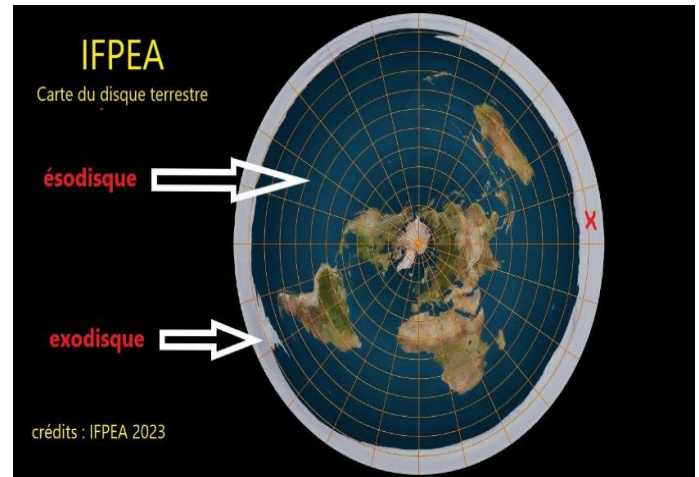 IFPEA
Carte du disque terrestre
ésodisque
X
exodisque
crédits : IFPEA 2023